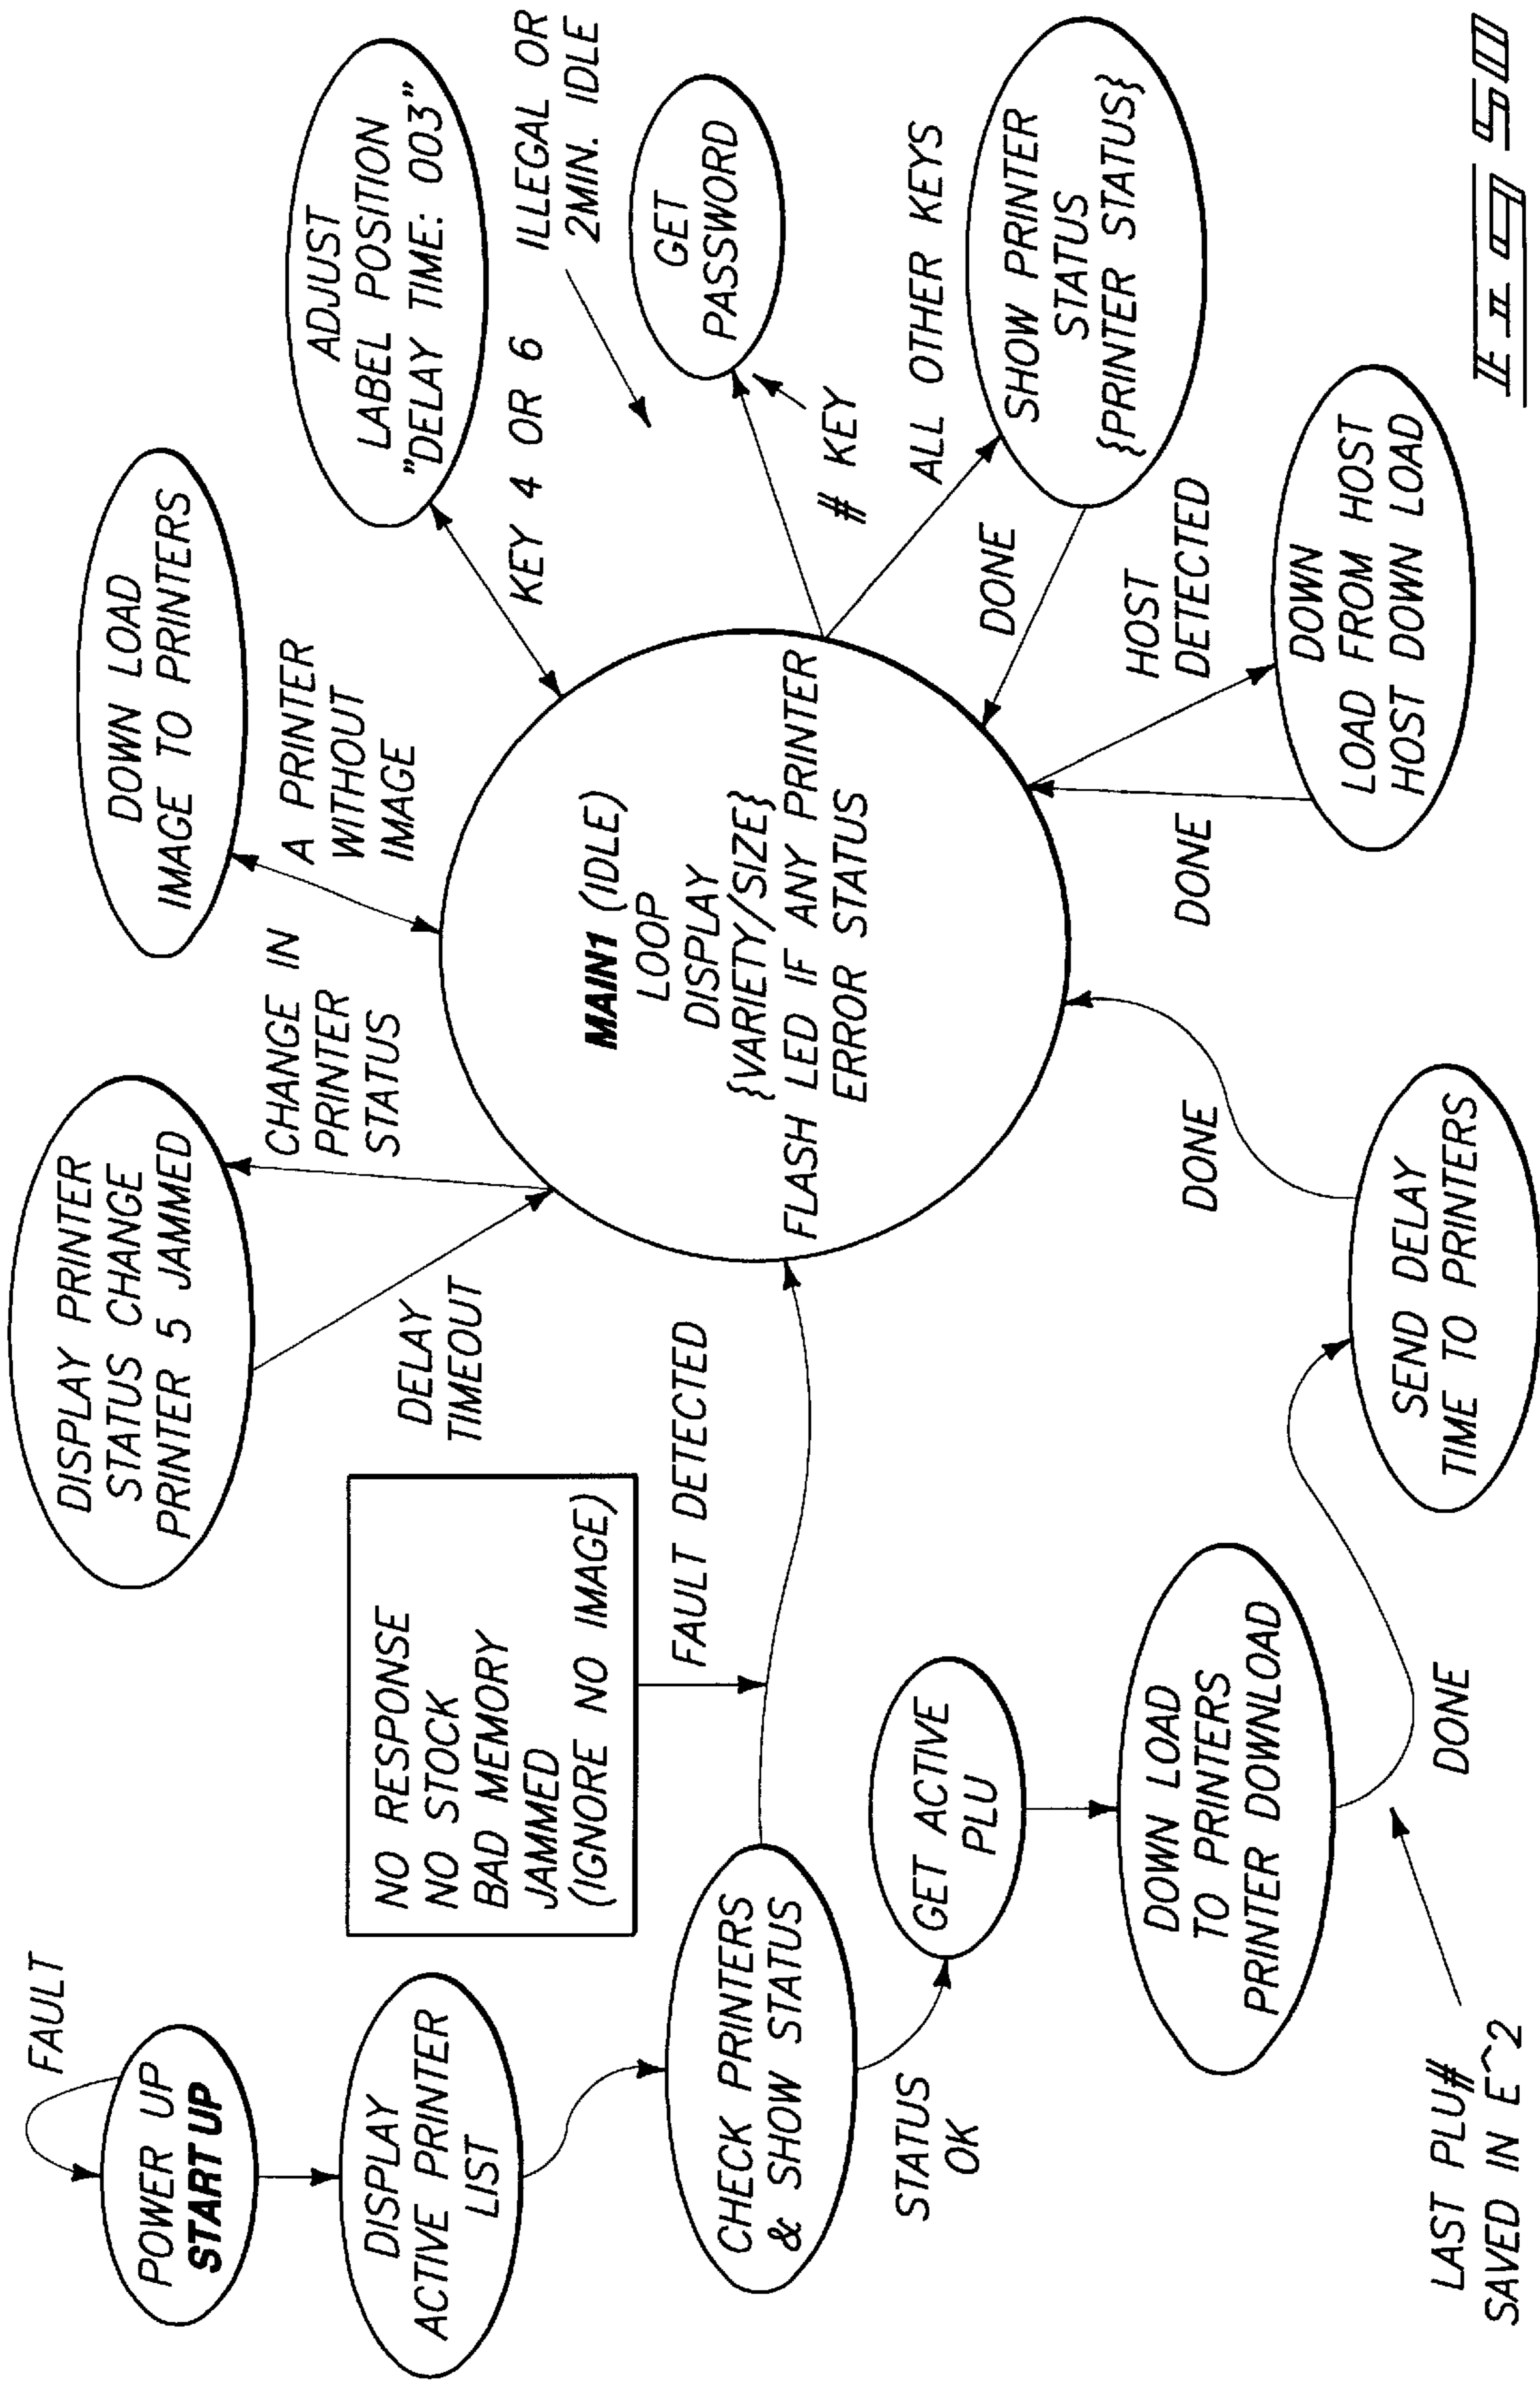 FAULT
POWER UP
START UP
DISPLAY
ACTIVE PRINTER
LIST
CHECK PRINTERS
& SHOW STATUS
STATUS
OK
NO RESPONSE
NO STOCK
BAD MEMORY
JAMMED
(IGNORE NO IMAGE)
FAULT DETECTED
GET ACTIVE
PLU
DOWN LOAD
TO PRINTERS
PRINTER DOWNLOAD
LAST PLU#
SAVED IN E^2
DONE
SEND DELAY
TIME TO PRINTERS
DONE
DISPLAY PRINTER
STATUS CHANGE
PRINTER 5 JAMMED
DELAY
TIMEOUT
CHANGE IN
PRINTER
STATUS
MAIN1 (IDLE)
LOOP
DISPLAY
{VARIETY/SIZE}
FLASH LED IF ANY PRINTER
ERROR STATUS
DOWN LOAD
IMAGE TO PRINTERS
A PRINTER
WITHOUT
IMAGE
ADJUST
LABEL POSITION
"DELAY TIME: 003"
KEY 4 OR 6
ILLEGAL OR
2MIN. IDLE
GET
PASSWORD
# KEY
ALL OTHER KEYS
SHOW PRINTER
STATUS
{PRINTER STATUS}
DONE
HOST
DETECTED
DOWN
LOAD FROM HOST
HOST DOWN LOAD
DONE
FIG 50